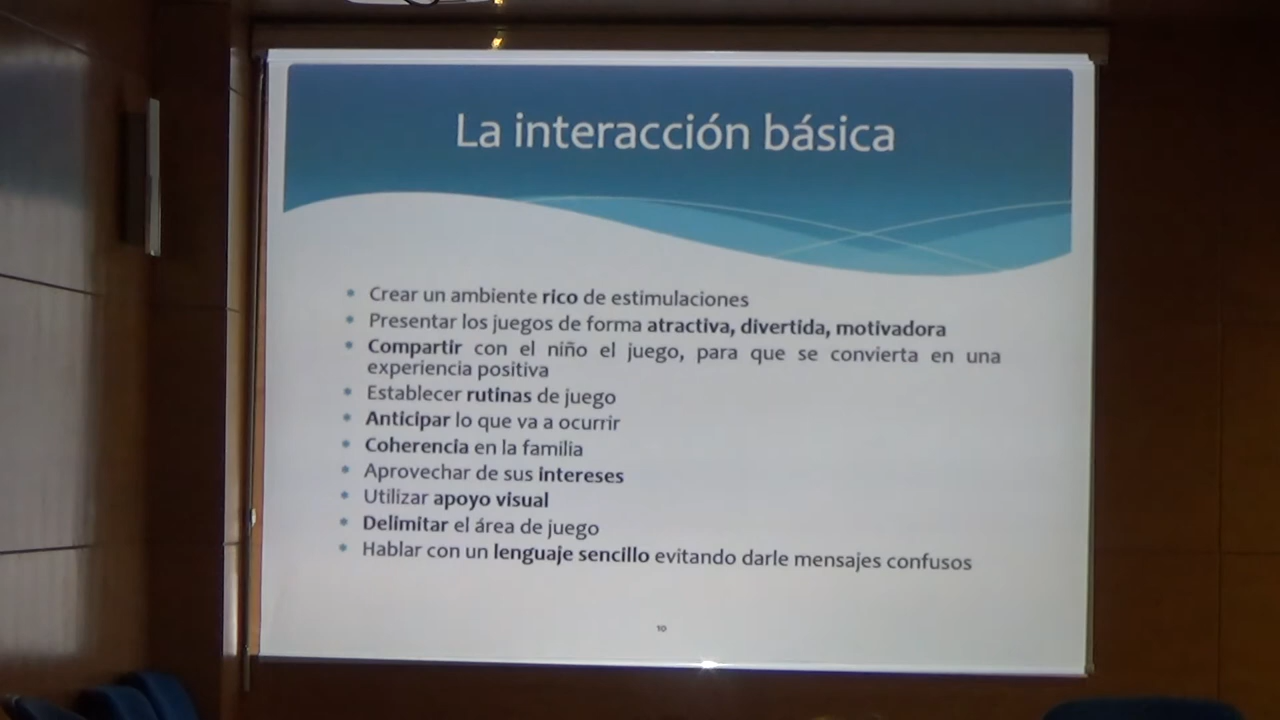 La interacción básica
• Crear un ambiente rico de estimulaciones
• Presentar los juegos de forma atractiva, divertida, motivadora
• Compartir con el niño el juego, para que se convierta en una
experiencia positiva
• Establecer rutinas de juego
• Anticipar lo que va a ocurrir
• Coherencia en la familia
• Aprovechar de sus intereses
• Utilizar apoyo visual
• Delimitar el área de juego
• Hablar con un lenguaje sencillo evitando darle mensajes confusos
10